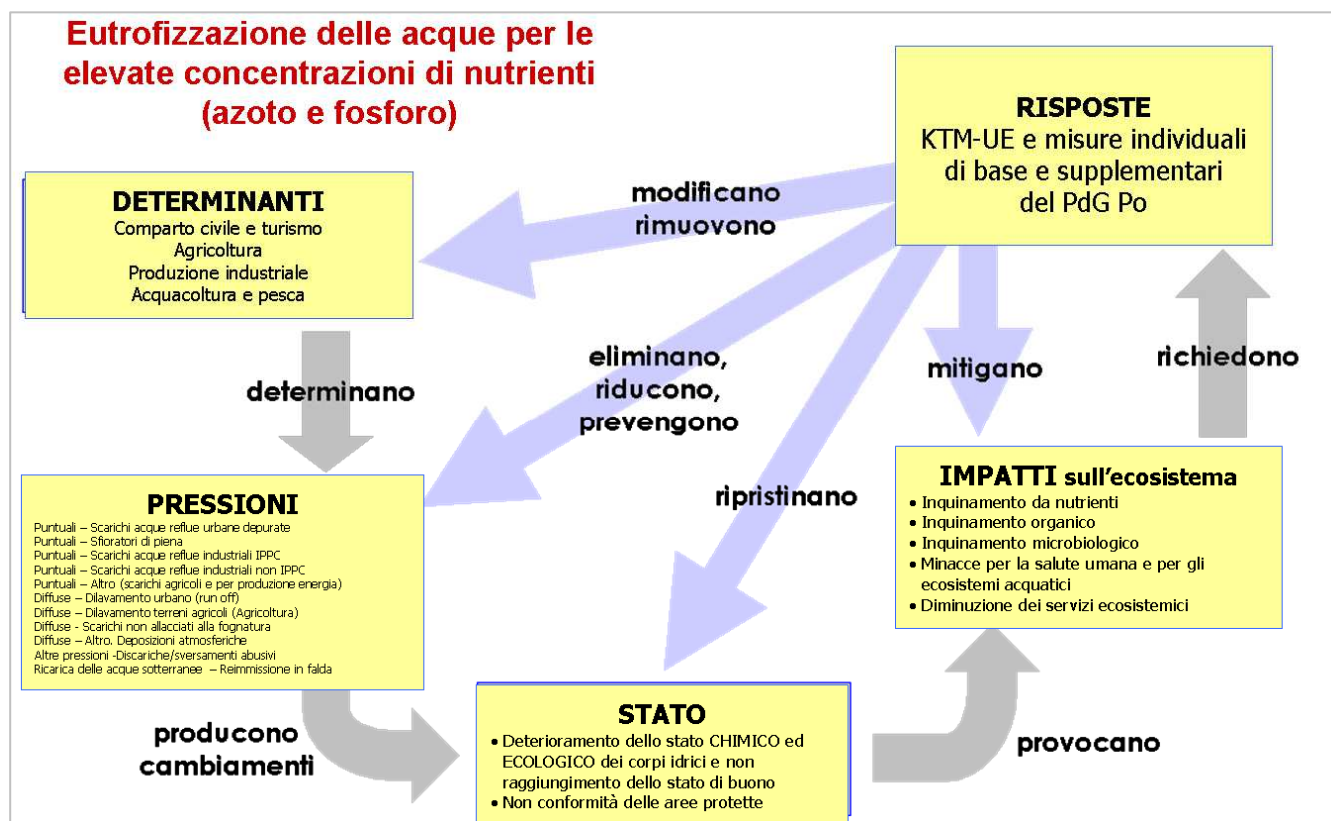 Eutrofizzazione delle acque per le
elevate concentrazioni di nutrienti
(azoto e fosforo)
RISPOSTE
KTM-UE e misure individuali
di base e supplementari
del PdG Po
DETERMINANTI
Comparto civile e turismo
Agricoltura
Produzione industriale
Acquacoltura e pesca
modificano
rimuovono
determinano
eliminano,
riducono,
prevengono
mitigano
richiedono
PRESSIONI
Puntuali – Scarichi acque reflue urbane depurate
Puntuali – Sfioratori di piena
Puntuali – Scarichi acque reflue industriali IPPC
Puntuali – Scarichi acque reflue industriali non IPPC
Puntuali – Altro (scarichi agricoli e per produzione energia)
Diffuse – Dilavamento urbano (run off)
Diffuse – Dilavamento terreni agricoli (Agricoltura)
Diffuse - Scarichi non allacciati alla fognatura
Diffuse – Altro. Deposizioni atmosferiche
Altre pressioni -Discariche/sversamenti abusivi
Ricarica delle acque sotterranee – Reimmissione in falda
ripristinano
IMPATTI sull'ecosistema
• Inquinamento da nutrienti
• Inquinamento organico
• Inquinamento microbiologico
• Minacce per la salute umana e per gli
ecosistemi acquatici
• Diminuzione dei servizi ecosistemici
producono
cambiamenti
STATO
• Deterioramento dello stato CHIMICO ed
ECOLOGICO dei corpi idrici e non
raggiungimento dello stato di buono
• Non conformità delle aree protette
provocano